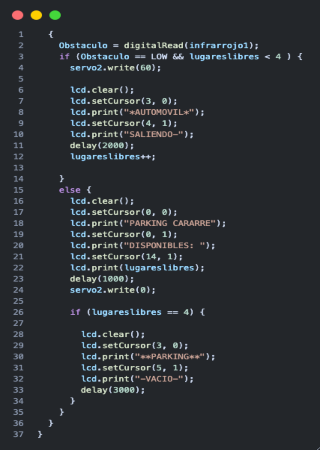 1 {
2 Obstaculo = digitalRead(infrarrojo1);
3 if (Obstaculo == LOW && lugareslibres < 4 ) {
4 servo2.write(60);
5
6 lcd.clear();
7 lcd.setCursor(3, 0);
8 lcd.print("*AUTOMOVIL*");
9 lcd.setCursor(4, 1);
10 lcd.print("SALIENDO-");
11 delay(2000);
12 lugareslibres++;
13
14 }
15 else {
16 lcd.clear();
17 lcd.setCursor(0, 0);
18 lcd.print("PARKING CARARRE");
19 lcd.setCursor(0, 1);
20 lcd.print("DISPONIBLES: ");
21 lcd.setCursor(14, 1);
22 lcd.print(lugareslibres);
23 delay(1000);
24 servo2.write(0);
25
26 if (lugareslibres == 4) {
27
28 lcd.clear();
29 lcd.setCursor(3, 0);
30 lcd.print("**PARKING**");
31 lcd.setCursor(5, 1);
32 lcd.print("-VACIO-");
33 delay(3000);
34 }
35 }
36 }
37 }